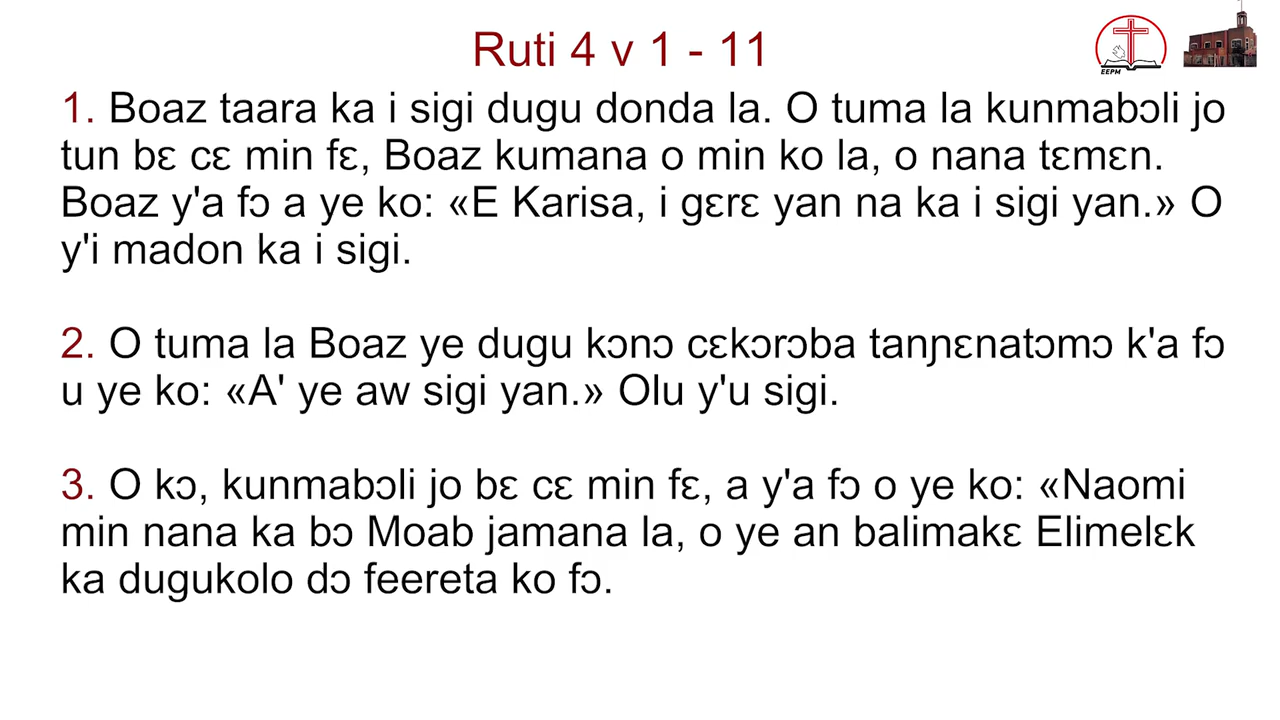 Ruti 4 v 1 - 11
EEPM
1. Boaz taara ka i sigi dugu donda la. O tuma la kunmabɔli jo
tun bɛ cɛ min fɛ, Boaz kumana o min ko la, o nana tɛmɛn.
Boaz y'a fɔ a ye ko: «E Karisa, i gɛrɛ yan na ka i sigi yan.» O
y'i madon ka i sigi.
2. O tuma la Boaz ye dugu kɔnɔ cɛkɔrɔba tanɲɛnatɔmɔ k'a fɔ
u ye ko: «A' ye aw sigi yan.» Olu y'u sigi.
3. O kɔ, kunmabɔli jo bɛ cɛ min fɛ, a y'a fɔ o ye ko: «Naomi
min nana ka bɔ Moab jamana la, o ye an balimakɛ Elimelɛk
ka dugukolo dɔ feereta ko fɔ.